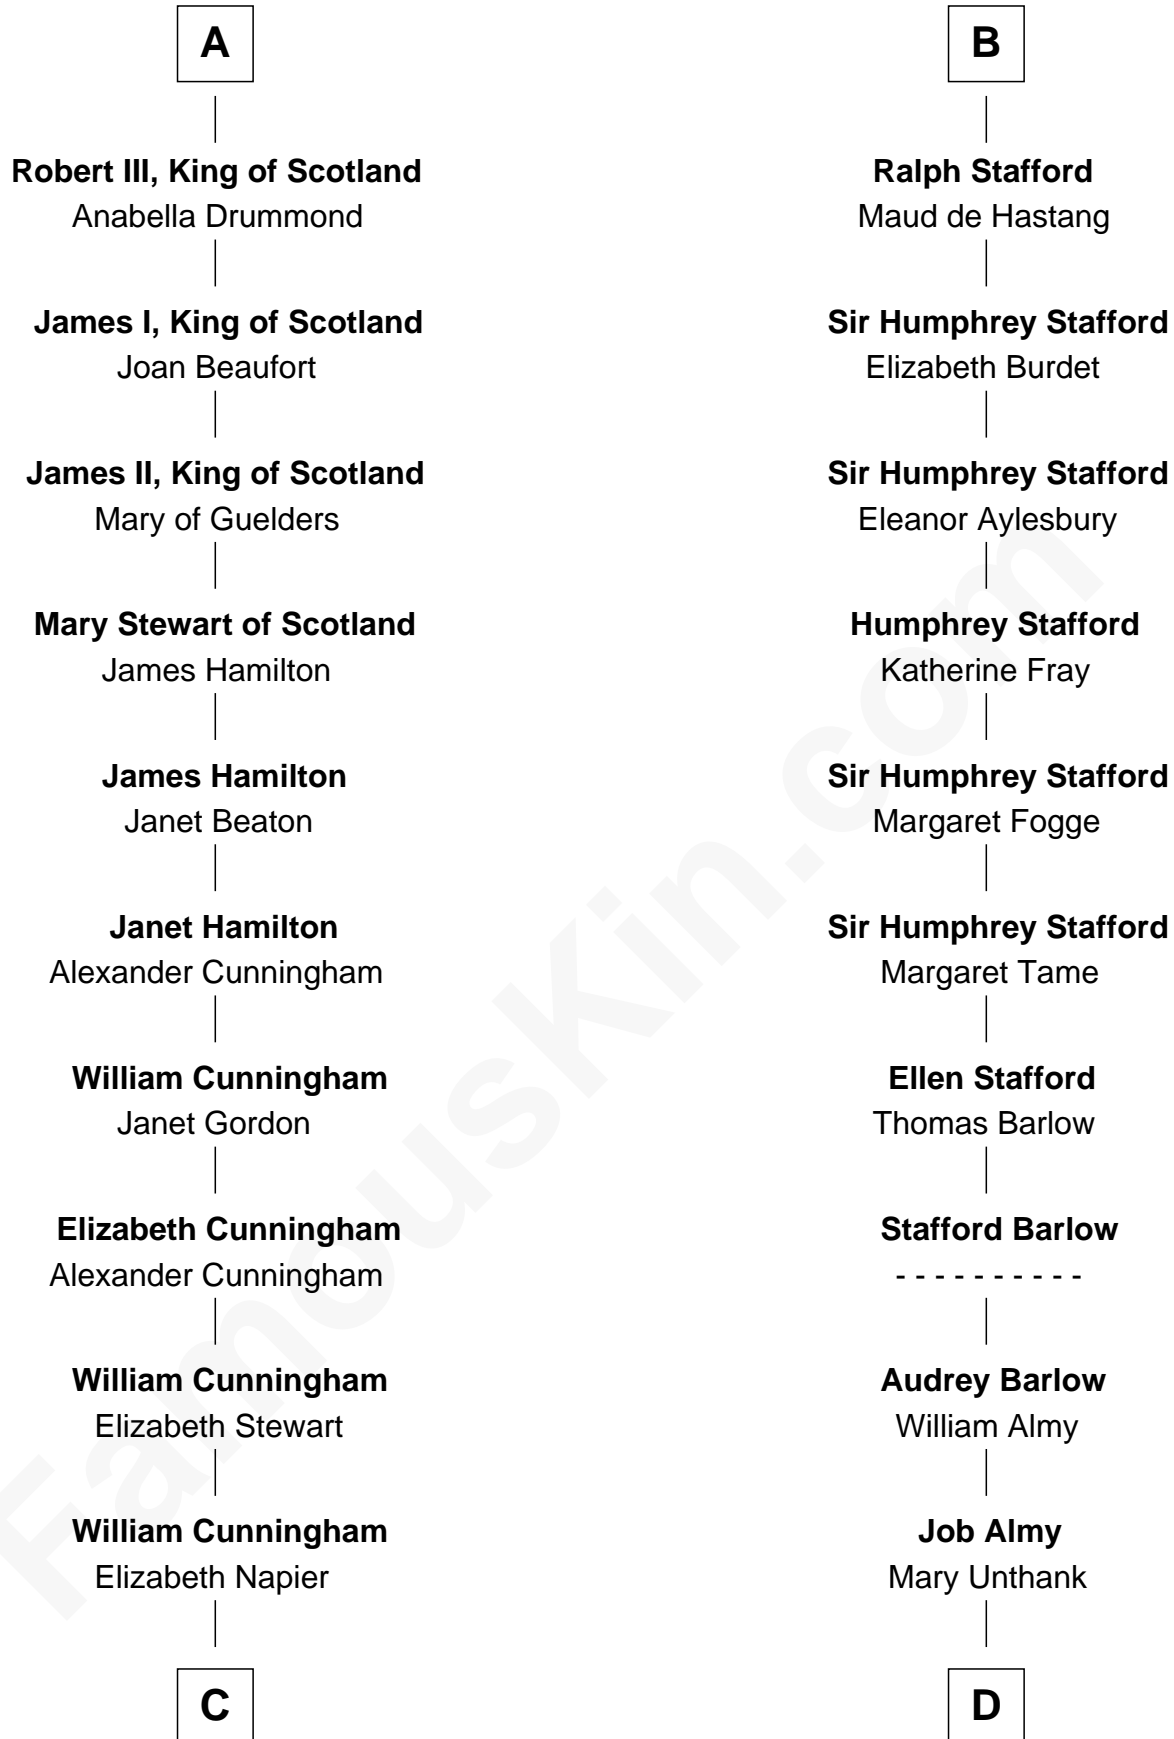 A
Robert III, King of Scotland
Anabella Drummond
James I, King of Scotland
Joan Beaufort
James II, King of Scotland
Mary of Guelders
Mary Stewart of Scotland
James Hamilton
James Hamilton
Janet Beaton
Janet Hamilton
Alexander Cunningham
William Cunningham
Janet Gordon
Elizabeth Cunningham
Alexander Cunningham
William Cunningham
Elizabeth Stewart
William Cunningham
Elizabeth Napier
C
B
Ralph Stafford
Maud de Hastang
Sir Humphrey Stafford
Elizabeth Burdet
Sir Humphrey Stafford
Eleanor Aylesbury
Humphrey Stafford
Katherine Fray
Sir Humphrey Stafford
Margaret Fogge
Sir Humphrey Stafford
Margaret Tame
Ellen Stafford
Thomas Barlow
Stafford Barlow
- - - - - - - - - -
Audrey Barlow
William Almy
Job Almy
Mary Unthank
D
FamousKin.com